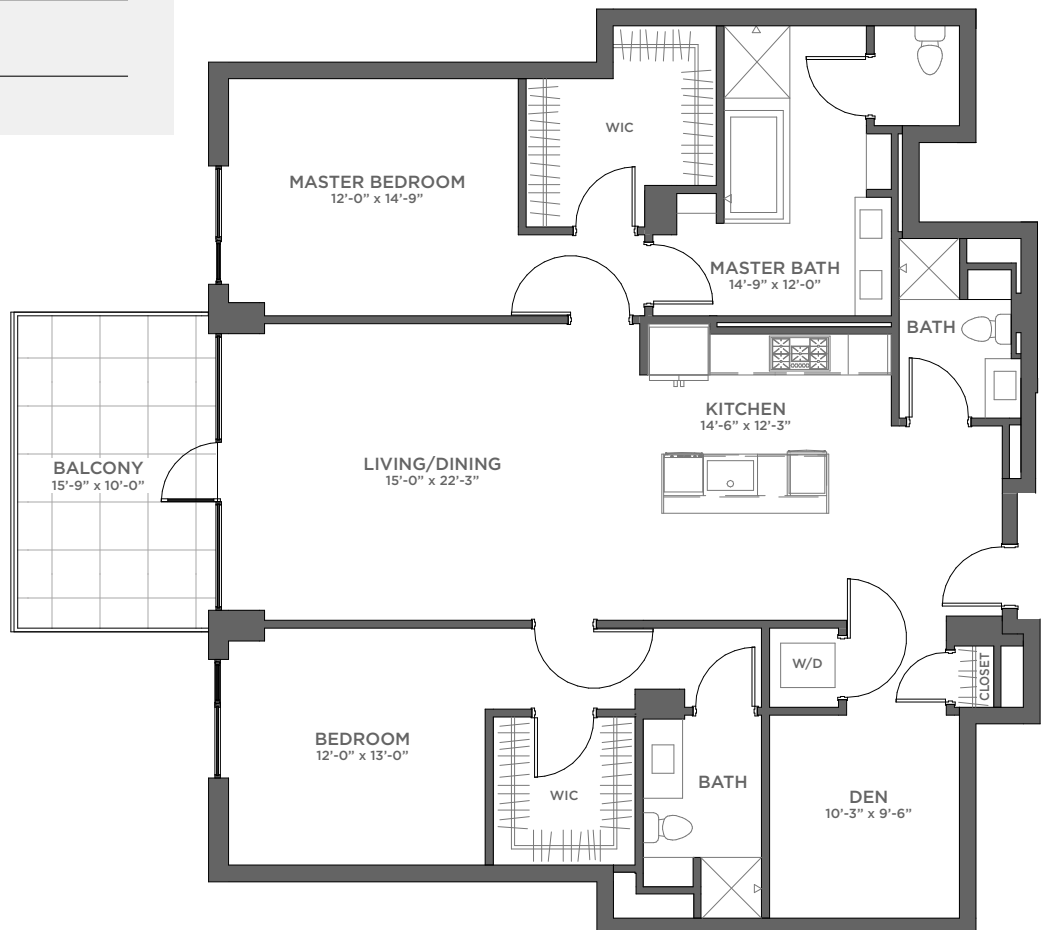 WIC
MASTER BEDROOM
12'-0" x 14'-9"
MASTER BATH
14'-9" x 12'-0"
BATH
KITCHEN
14'-6" x 12'-3"
BALCONY
15'-9" x 10'-0"
LIVING/DINING
15'-0" x 22'-3"
W/D
CLOSET
BEDROOM
12'-0" x 13'-0"
WIC
BATH
DEN
10'-3" x 9'-6"